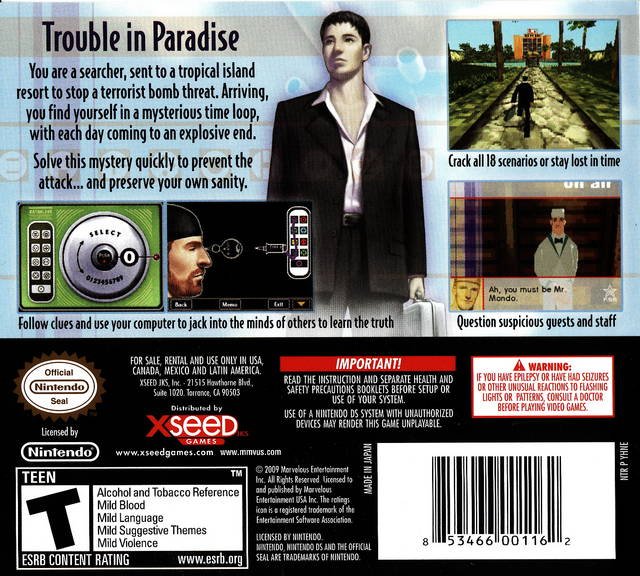 Trouble in Paradise
You are a searcher, sent to a tropical island
resort to stop a terrorist bomb threat. Arriving,
you find yourself in a mysterious time loop,
with each day coming to an explosive end.
Solve this mystery quickly to prevent the
attack... and preserve your own sanity.
Crack all 18 scenarios or stay lost in time
SELECT
0
0123456789
Back
Memo
Exit
on air
Ah, you must be Mr.
Mondo.
Follow clues and use your computer to jack into the minds of others to learn the truth
Question suspicious guests and staff
Official
Nintendo
Seal
Licensed by
Nintendo®
FOR SALE, RENTAL AND USE ONLY IN USA,
CANADA, MEXICO AND LATIN AMERICA.
XSEED JKS, Inc. - 21515 Hawthorne Blvd.,
Suite 1020, Torrance, CA 90503
Distributed by
XSEED JKS
GAMES
www.xseedgames.com www.mmvus.com
IMPORTANT!
READ THE INSTRUCTION AND SEPARATE HEALTH AND
SAFETY PRECAUTIONS BOOKLETS BEFORE SETUP OR
USE OF YOUR SYSTEM.
USE OF A NINTENDO DS SYSTEM WITH UNAUTHORIZED
DEVICES MAY RENDER THIS GAME UNPLAYABLE.
WARNING:
IF YOU HAVE EPILEPSY OR HAVE HAD SEIZURES
OR OTHER UNUSUAL REACTIONS TO FLASHING
LIGHTS OR PATTERNS, CONSULT A DOCTOR
BEFORE PLAYING VIDEO GAMES.
TEEN TM
T
Alcohol and Tobacco Reference
Mild Blood
Mild Language
Mild Suggestive Themes
Mild Violence
ESRB CONTENT RATING www.esrb.org
© 2009 Marvelous Entertainment
Inc. All Rights Reserved. Licensed to
and published by Marvelous
Entertainment USA Inc. The ratings
icon is a registered trademark of the
Entertainment Software Association.
LICENSED BY NINTENDO.
NINTENDO, NINTENDO DS AND THE OFFICIAL
SEAL ARE TRADEMARKS OF NINTENDO.
MADE IN JAPAN
8 53466 00116 2
NTR P YHNE